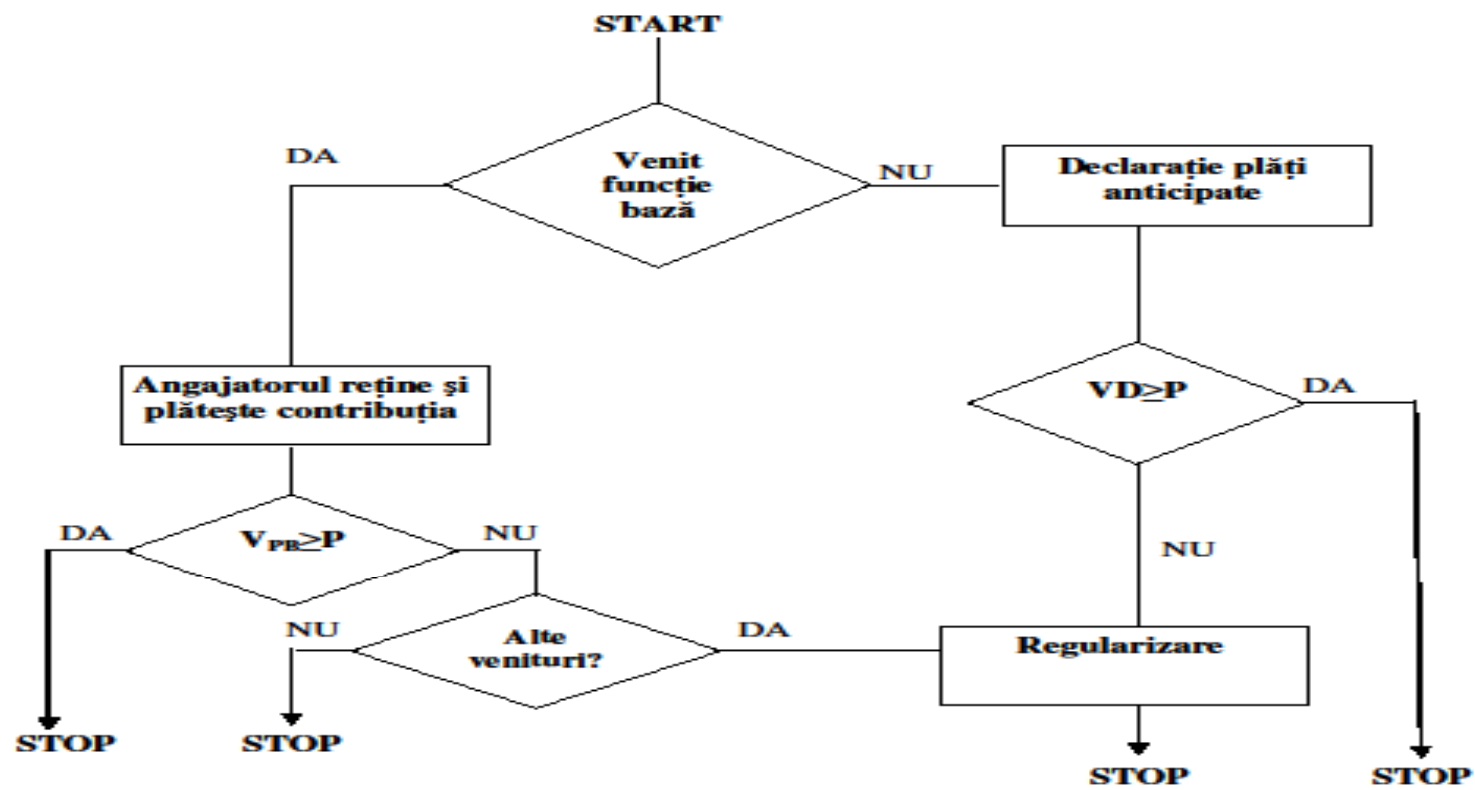 START
DA
Venit
funcție
bază
NU
Declarație plăți
anticipate
Angajatorul reține și
plătește contribuția
VD≥P
DA
DA
V_PB≥P
NU
NU
NU
Alte
venituri?
DA
Regularizare
STOP
STOP
STOP
STOP